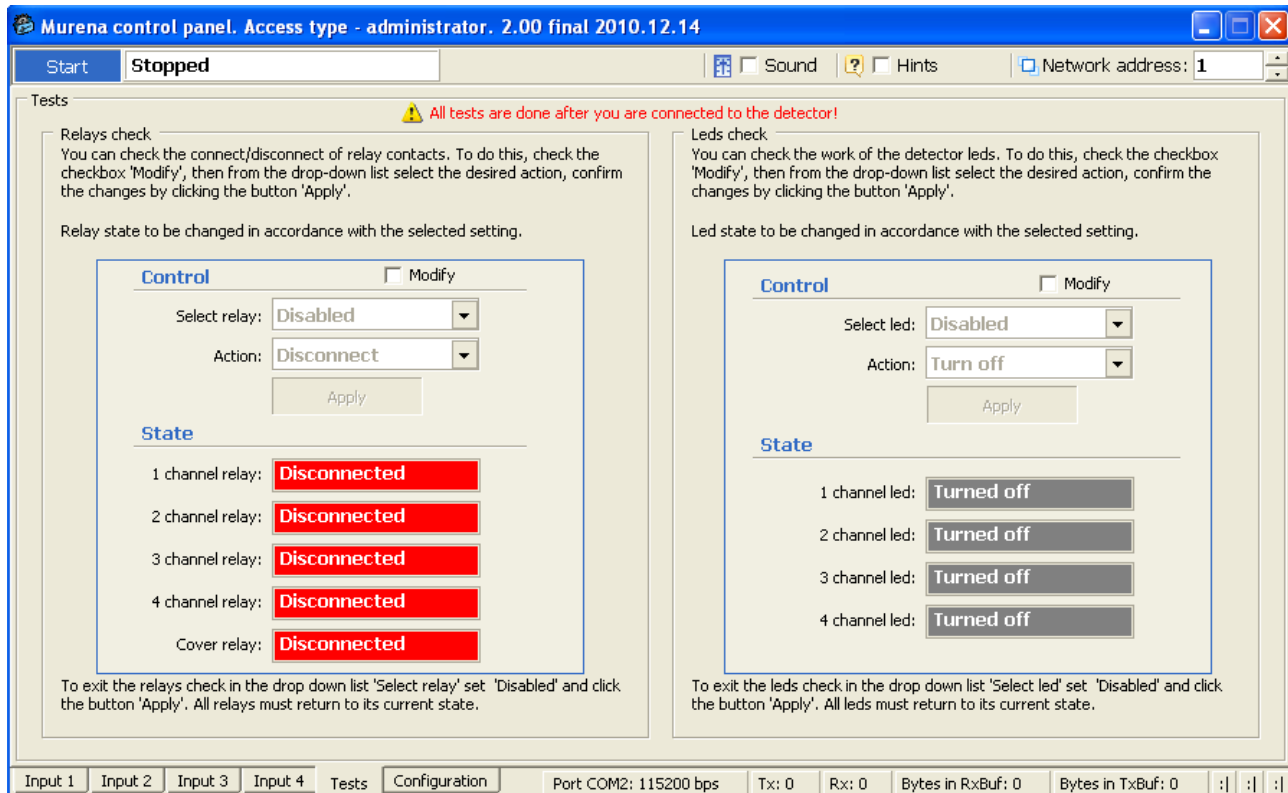 Murena control panel. Access type - administrator. 2.00 final 2010.12.14
Start Stopped Sound Hints Network address: 1
Tests
All tests are done after you are connected to the detector!
Relays check
You can check the connect/disconnect of relay contacts. To do this, check the
checkbox 'Modify', then from the drop-down list select the desired action, confirm
the changes by clicking the button 'Apply'.
Relay state to be changed in accordance with the selected setting.
Control Modify
Select relay: Disabled
Action: Disconnect
Apply
State
1 channel relay: Disconnected
2 channel relay: Disconnected
3 channel relay: Disconnected
4 channel relay: Disconnected
Cover relay: Disconnected
To exit the relays check in the drop down list 'Select relay' set 'Disabled' and click
the button 'Apply'. All relays must return to its current state.
Leds check
You can check the work of the detector leds. To do this, check the checkbox
'Modify', then from the drop-down list select the desired action, confirm the
changes by clicking the button 'Apply'.
Led state to be changed in accordance with the selected setting.
Control Modify
Select led: Disabled
Action: Turn off
Apply
State
1 channel led: Turned off
2 channel led: Turned off
3 channel led: Turned off
4 channel led: Turned off
To exit the leds check in the drop down list 'Select led' set 'Disabled' and click
the button 'Apply'. All leds must return to its current state.
Input 1 Input 2 Input 3 Input 4 Tests Configuration Port COM2: 115200 bps Tx: 0 Rx: 0 Bytes in RxBuf: 0 Bytes in TxBuf: 0 :| :| :|